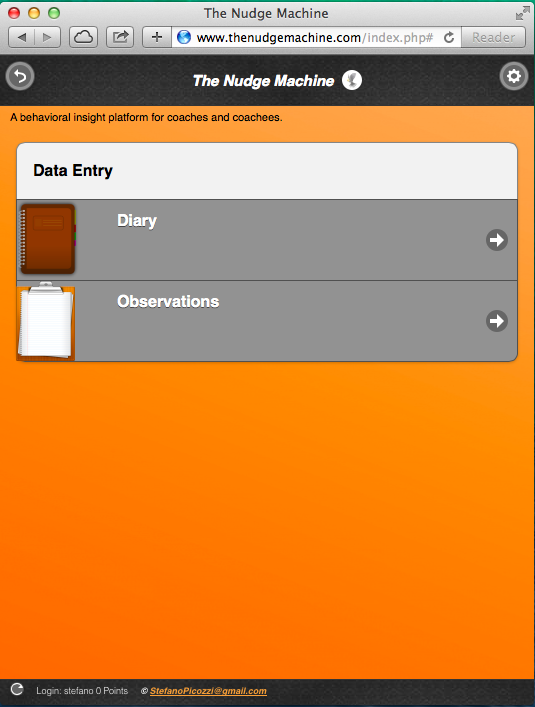 The Nudge Machine
www.thenudgemachine.com/index.php#
Reader
The Nudge Machine
A behavioral insight platform for coaches and coachees.
Data Entry
Diary
Observations
Login: stefano 0 Points © StefanoPicozzi@gmail.com